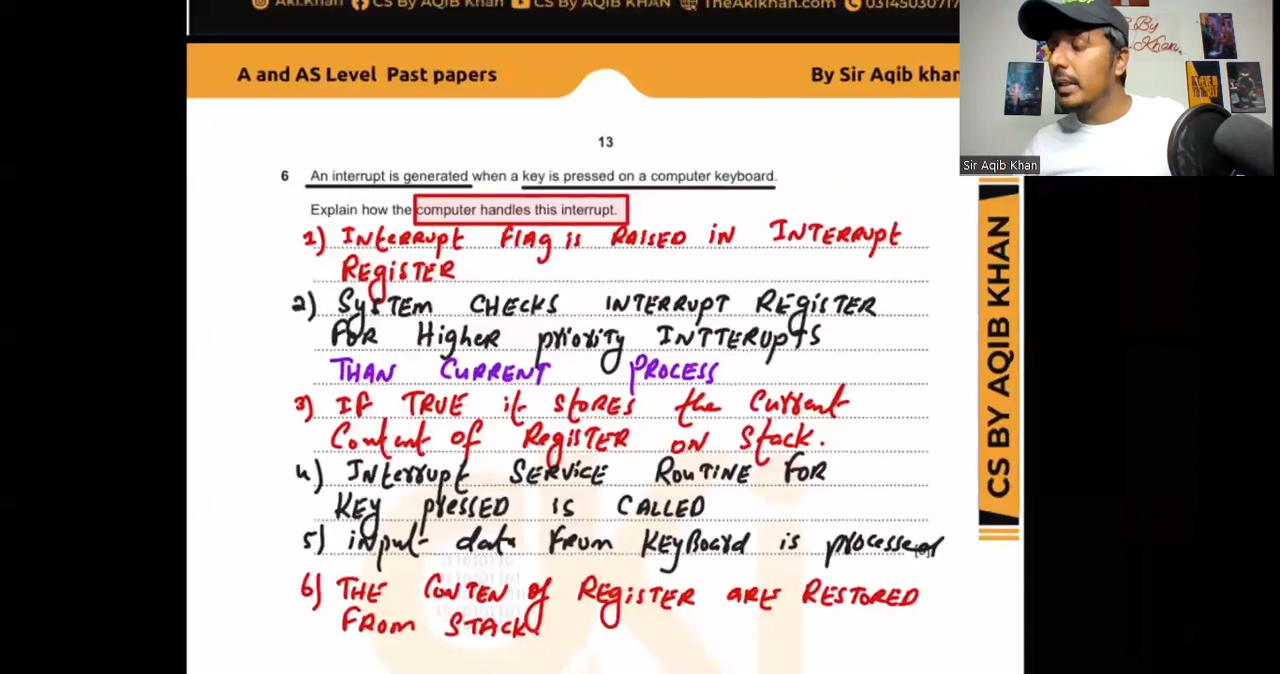 Aki.Khan CS By AQIB Khan CS By AQIB KHAN TheAkikhan.com 0314503071
A and AS Level Past papers
By Sir Aqib khan
Sir Aqib Khan
13
6 An interrupt is generated when a key is pressed on a computer keyboard.
Explain how the computer handles this interrupt.
1) Interrupt flag is RAISED in INTERRUPT
REgiSTER
2) SySTEM CHECKS INTERRUPT REgiSTER
FOR Higher priority INTTERUPTS
THAN CURRENT PROCESS
3) If TRUE it stores the current
Content of RegiSTER ON Stack.
4) INterrupt SERViCE ROUTINE FOR
KEy pressED IS CALLED
5) input data FROM KEyBoard is processed
6) THE CONTEN of REgiSTER ARE RESTORED
FROM STACK.
CS BY AQIB KHAN